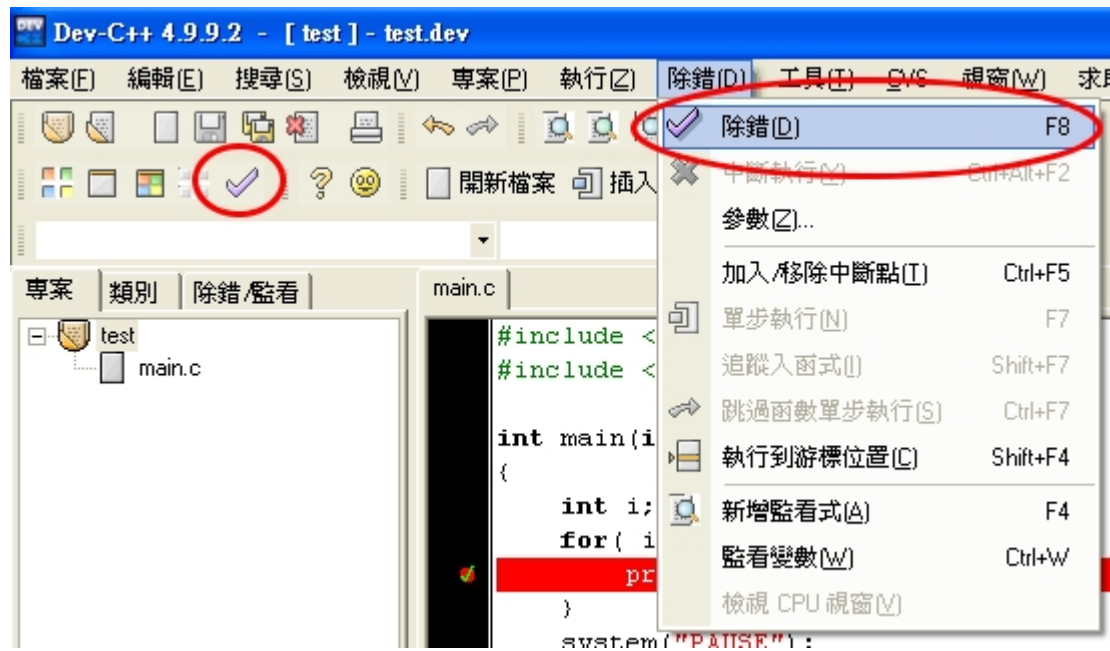 Dev-C++ 4.9.9.2 - [ test ] - test.dev
檔案(F) 編輯(E) 搜尋(S) 檢視(V) 專案(P) 執行(Z) 除錯(D) 工具(T) CVS 視窗(W)
除錯(D) F8
中斷執行(Y) Ctrl+Alt+F2
開新檔案 插入
參數(Z)...
加入/移除中斷點(T) Ctrl+F5
單步執行(N) F7
追蹤入函式(I) Shift+F7
跳過函數單步執行(S) Ctrl+F7
執行到游標位置(C) Shift+F4
新增監看式(A) F4
監看變數(W) Ctrl+W
檢視 CPU 視窗(V)
專案 類別 除錯/監看
test
main.c
main.c
#include <
#include <
int main(i
{
int i;
for( i
pr
}
system("PAUSE");